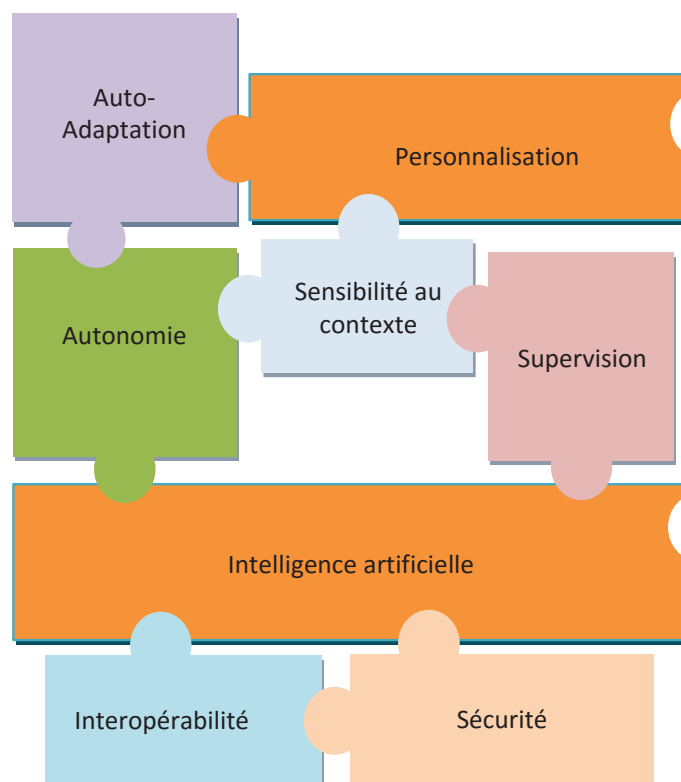 Auto-
Adaptation
Personnalisation
Sensibilité au
contexte
Autonomie
Supervision
Intelligence artificielle
Interopérabilité
Sécurité